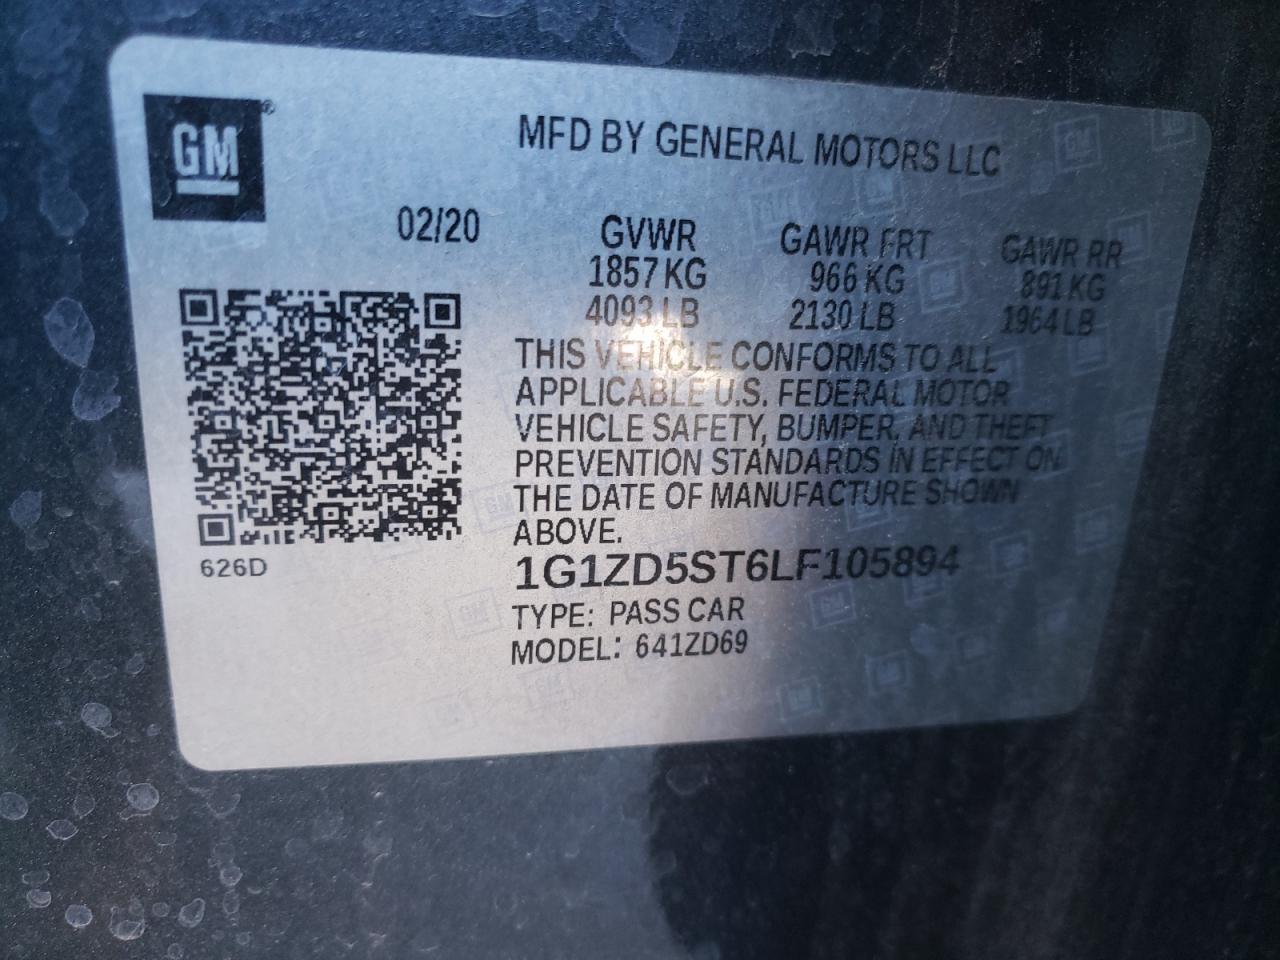 GM®
MFD BY GENERAL MOTORS LLC
02/20
GVWR GAWR FRT GAWR RR
1857 KG 966 KG 891 KG
4093 LB 2130 LB 1964 LB
THIS VEHICLE CONFORMS TO ALL
APPLICABLE U.S. FEDERAL MOTOR
VEHICLE SAFETY, BUMPER, AND THEFT
PREVENTION STANDARDS IN EFFECT ON
THE DATE OF MANUFACTURE SHOWN
ABOVE.
626D
1G1ZD5ST6LF105894
TYPE: PASS CAR
MODEL: 641ZD69